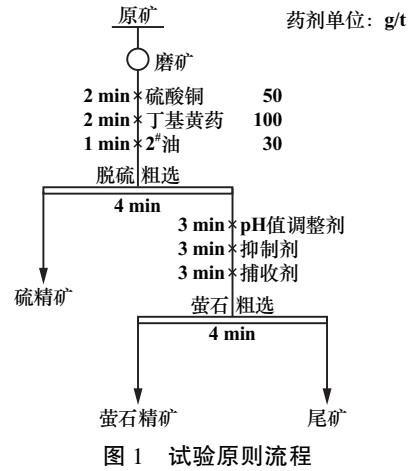 原矿
药剂单位：g/t
磨矿
2 min 硫酸铜 50
2 min 丁基黄药 100
1 min 2#油 30
脱硫 粗选
4 min
3 min pH值调整剂
3 min 抑制剂
3 min 捕收剂
硫精矿
萤石 粗选
4 min
萤石精矿 尾矿
图 1 试验原则流程